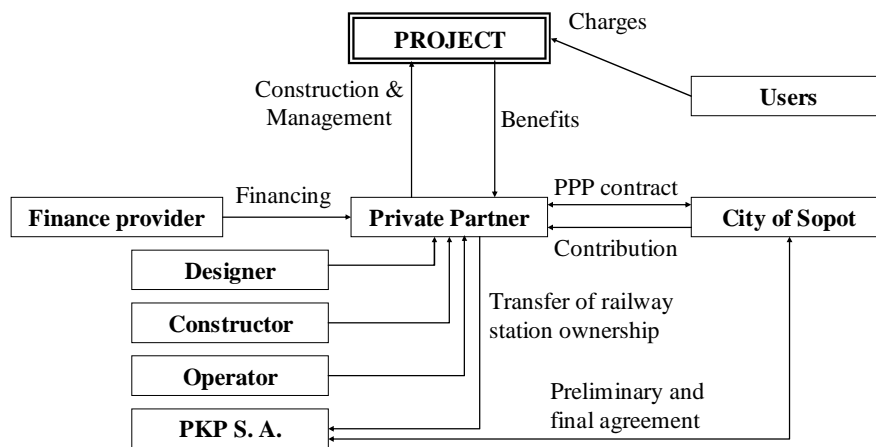 Charges
PROJECT
Construction &
Management
Users
Benefits
Financing
PPP contract
Finance provider
Private Partner
City of Sopot
Contribution
Designer
Transfer of railway
station ownership
Constructor
Operator
Preliminary and
final agreement
PKP S. A.